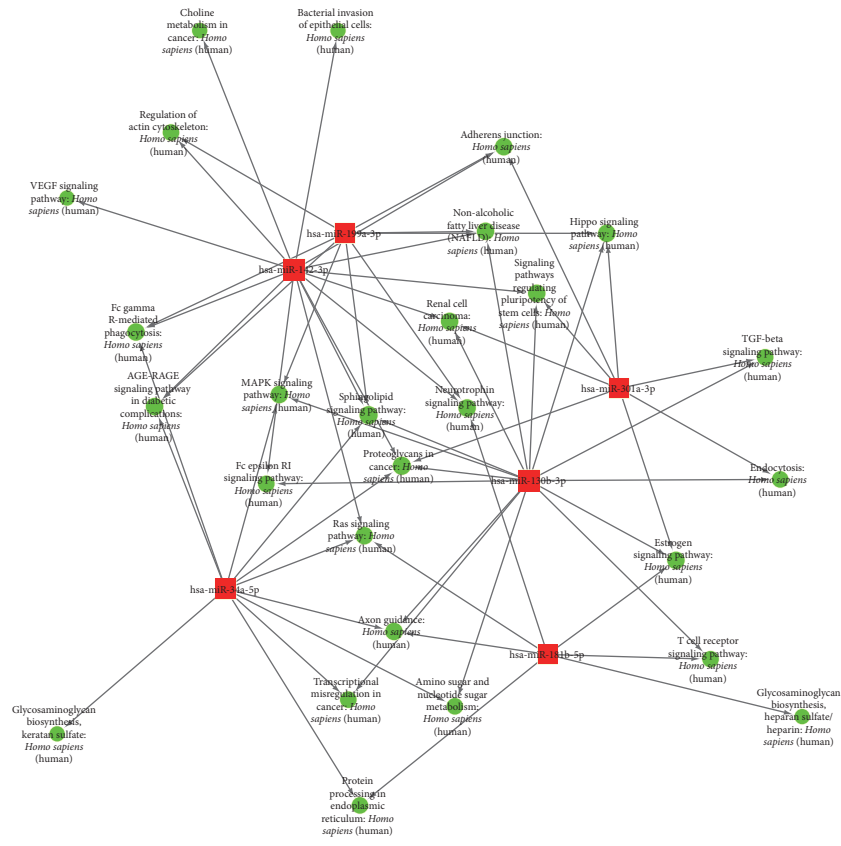 Choline
metabolism in
cancer: Homo
sapiens (human)
Bacterial invasion
of epithelial cells:
Homo sapiens
(human)
Regulation of
actin cytoskeleton:
Homo sapiens
(human)
Adherens junction:
Homo sapiens
(human)
VEGF signaling
pathway: Homo
sapiens (human)
hsa-miR-199a-3p
Non-alcoholic
fatty liver disease
(NAFLD): Homo
sapiens (human)
Hippo signaling
pathway: Homo
sapiens (human)
hsa-miR-142-3p
Signaling
pathways
regulating
pluripotency of
stem cells: Homo
sapiens (human)
Fc gamma
R-mediated
phagocytosis:
Homo sapiens
(human)
Renal cell
carcinoma:
Homo sapiens
(human)
TGF-beta
signaling pathway:
Homo sapiens
(human)
AGE-RAGE
signaling pathway
in diabetic
complications:
Homo sapiens
(human)
MAPK signaling
pathway: Homo
sapiens (human)
Sphingolipid
signaling pathway:
Homo sapiens
(human)
Neurotrophin
signaling pathway:
Homo sapiens
(human)
hsa-miR-301a-3p
Fc epsilon RI
signaling pathway:
Homo sapiens
(human)
Proteoglycans in
cancer: Homo
sapiens (human)
hsa-miR-130b-3p
Endocytosis:
Homo sapiens
(human)
Ras signaling
pathway: Homo
sapiens (human)
Estrogen
signaling pathway:
Homo sapiens
(human)
hsa-miR-34a-5p
Axon guidance:
Homo sapiens
(human)
hsa-miR-181b-5p
T cell receptor
signaling pathway:
Homo sapiens
(human)
Glycosaminoglycan
biosynthesis,
keratan sulfate:
Homo sapiens
(human)
Transcriptional
misregulation in
cancer: Homo
sapiens (human)
Amino sugar and
nucleotide sugar
metabolism:
Homo sapiens
(human)
Glycosaminoglycan
biosynthesis,
heparan sulfate/
heparin: Homo
sapiens (human)
Protein
processing in
endoplasmic
reticulum: Homo
sapiens (human)